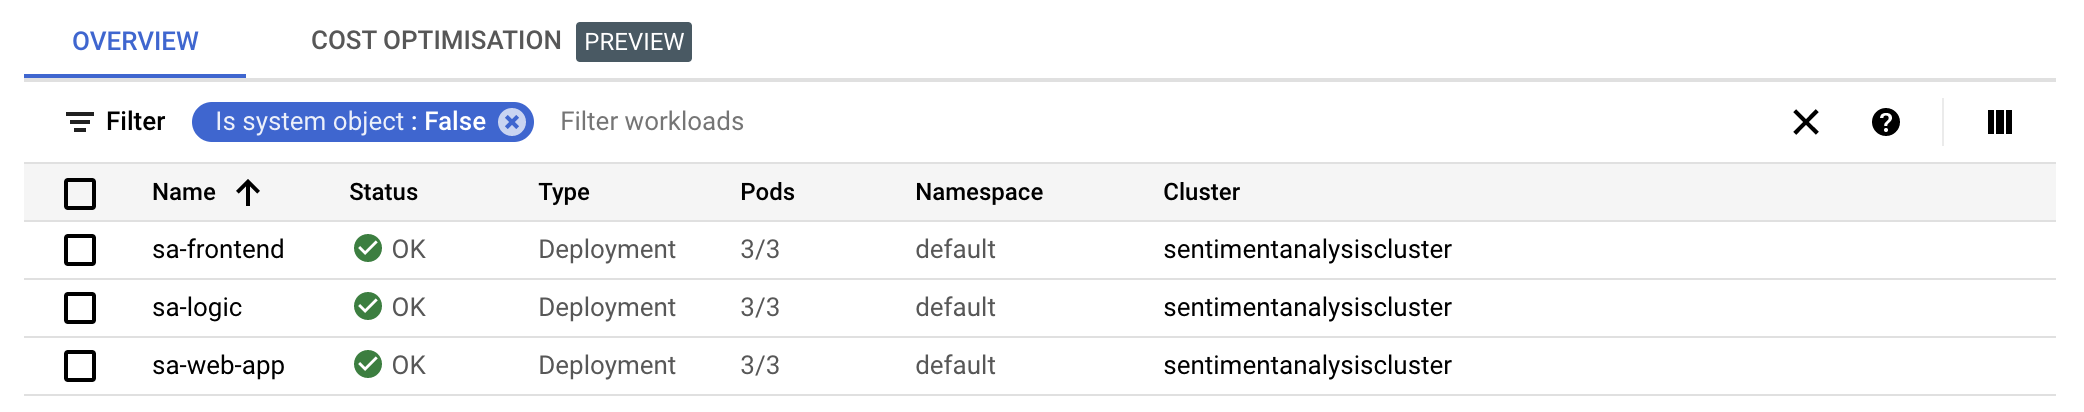 OVERVIEW COST OPTIMISATION PREVIEW
Filter Is system object : False Filter workloads
Name Status Type Pods Namespace Cluster
sa-frontend OK Deployment 3/3 default sentimentanalysiscluster
sa-logic OK Deployment 3/3 default sentimentanalysiscluster
sa-web-app OK Deployment 3/3 default sentimentanalysiscluster